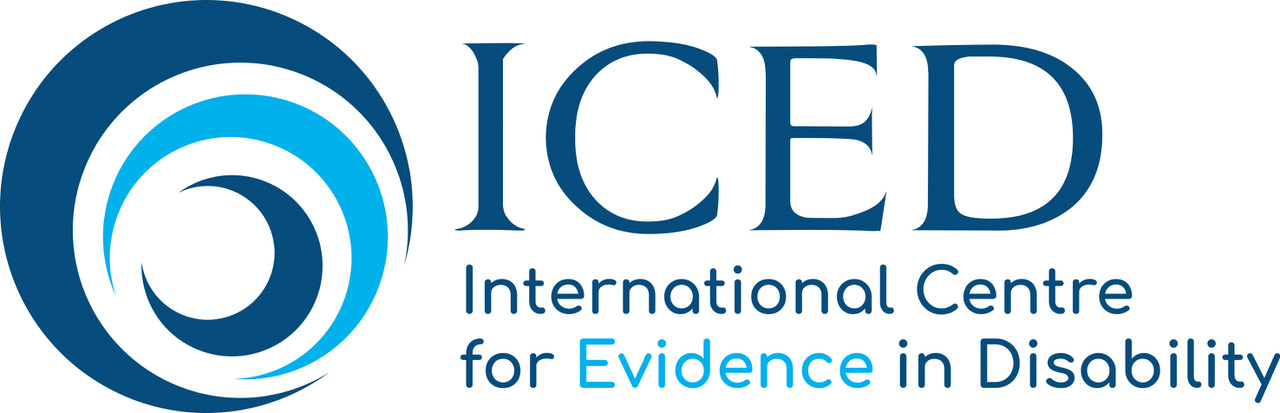 ICED
International Centre
for Evidence in Disability